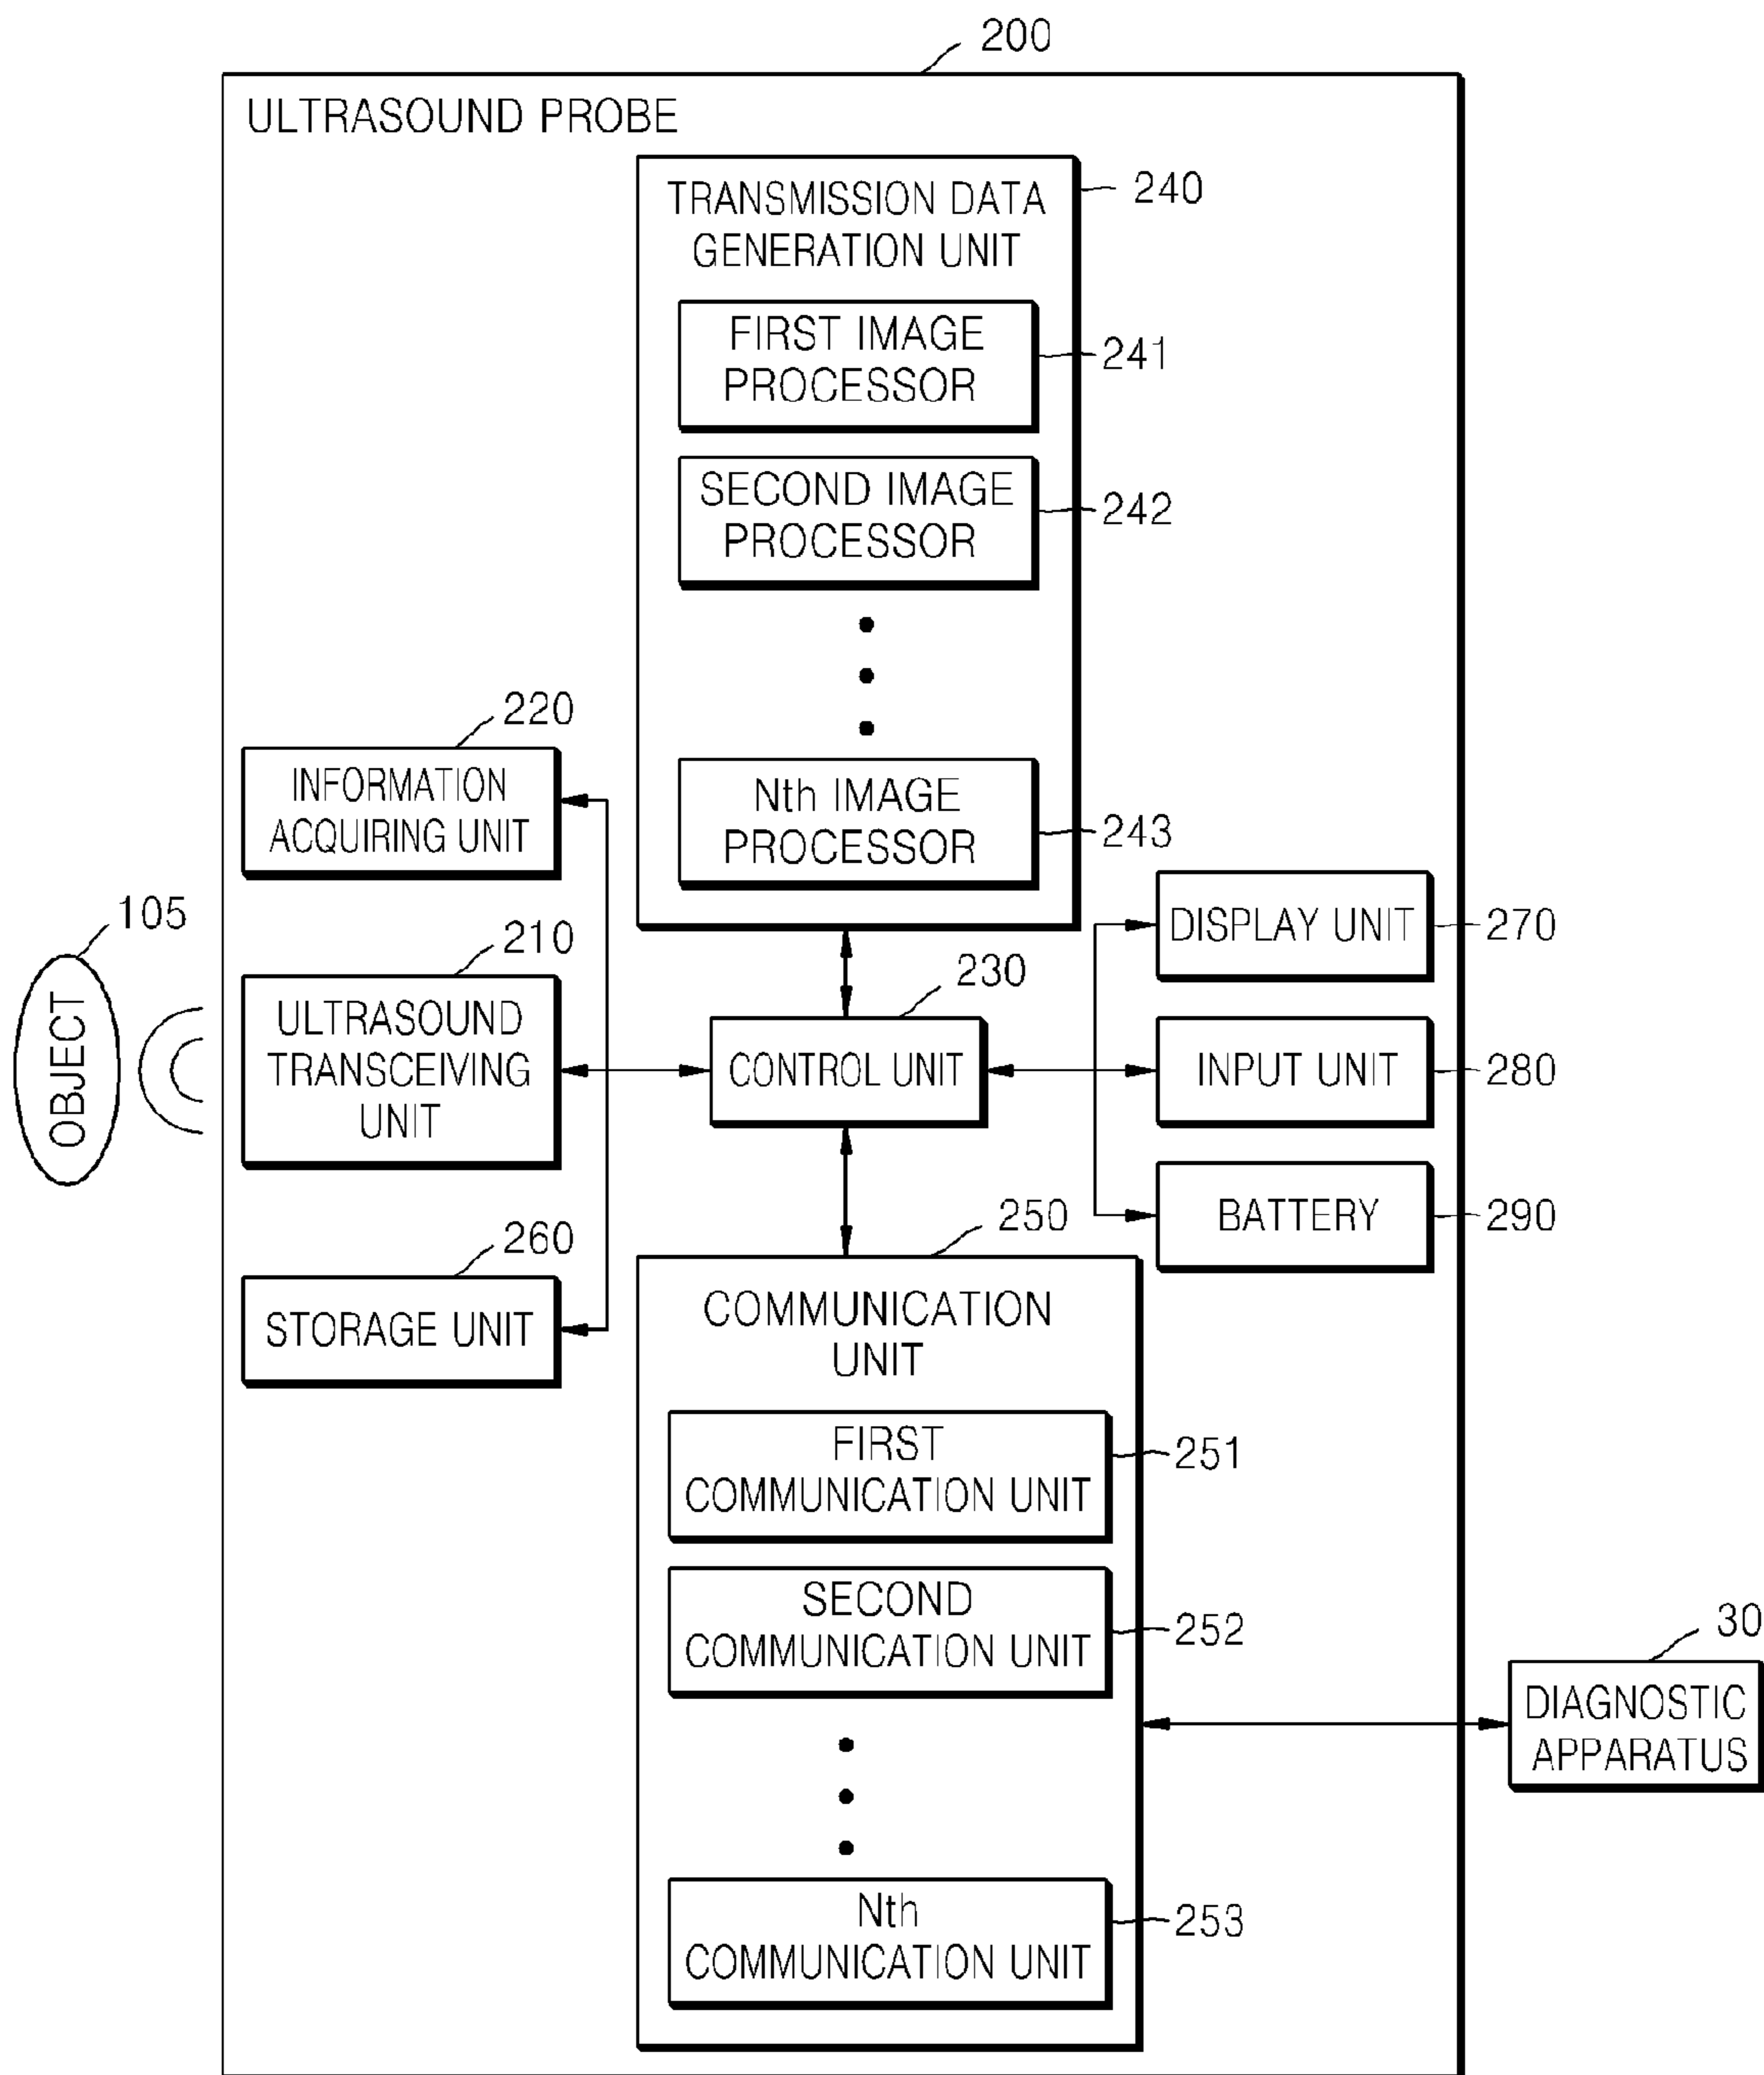 200
ULTRASOUND PROBE
TRANSMISSION DATA
GENERATION UNIT
240
FIRST IMAGE
PROCESSOR
241
SECOND IMAGE
PROCESSOR
242
Nth IMAGE
PROCESSOR
243
220
INFORMATION
ACQUIRING UNIT
105
OBJECT
210
ULTRASOUND
TRANSCEIVING
UNIT
230
CONTROL UNIT
DISPLAY UNIT
270
INPUT UNIT
280
BATTERY
290
260
STORAGE UNIT
250
COMMUNICATION
UNIT
FIRST
COMMUNICATION UNIT
251
SECOND
COMMUNICATION UNIT
252
Nth
COMMUNICATION UNIT
253
30
DIAGNOSTIC
APPARATUS